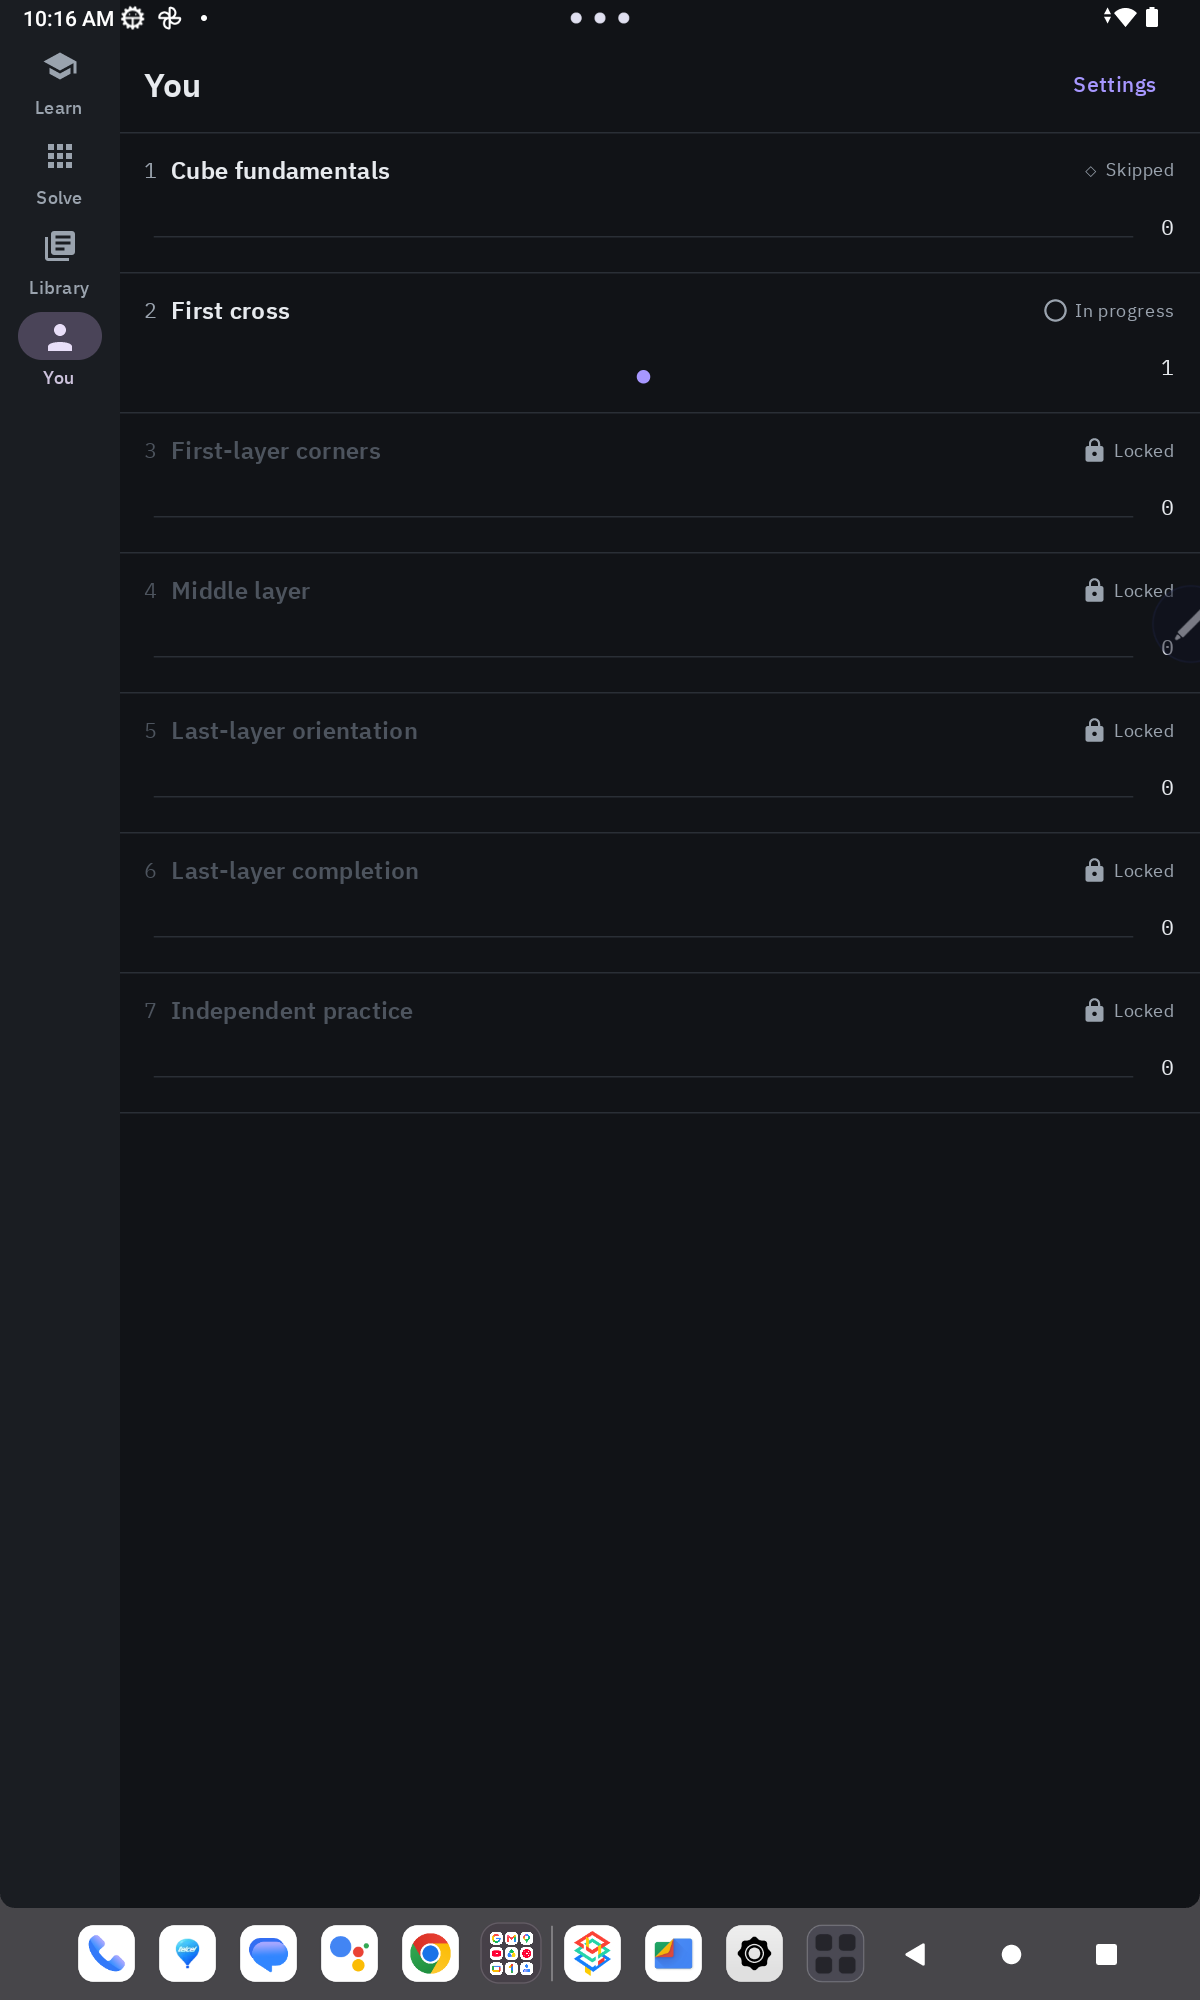 10:16 AM
Learn
Solve
Library
You
You
Settings
1 Cube fundamentals
Skipped
0
2 First cross
In progress
1
3 First-layer corners
Locked
0
4 Middle layer
Locked
0
5 Last-layer orientation
Locked
0
6 Last-layer completion
Locked
0
7 Independent practice
Locked
0
telcel